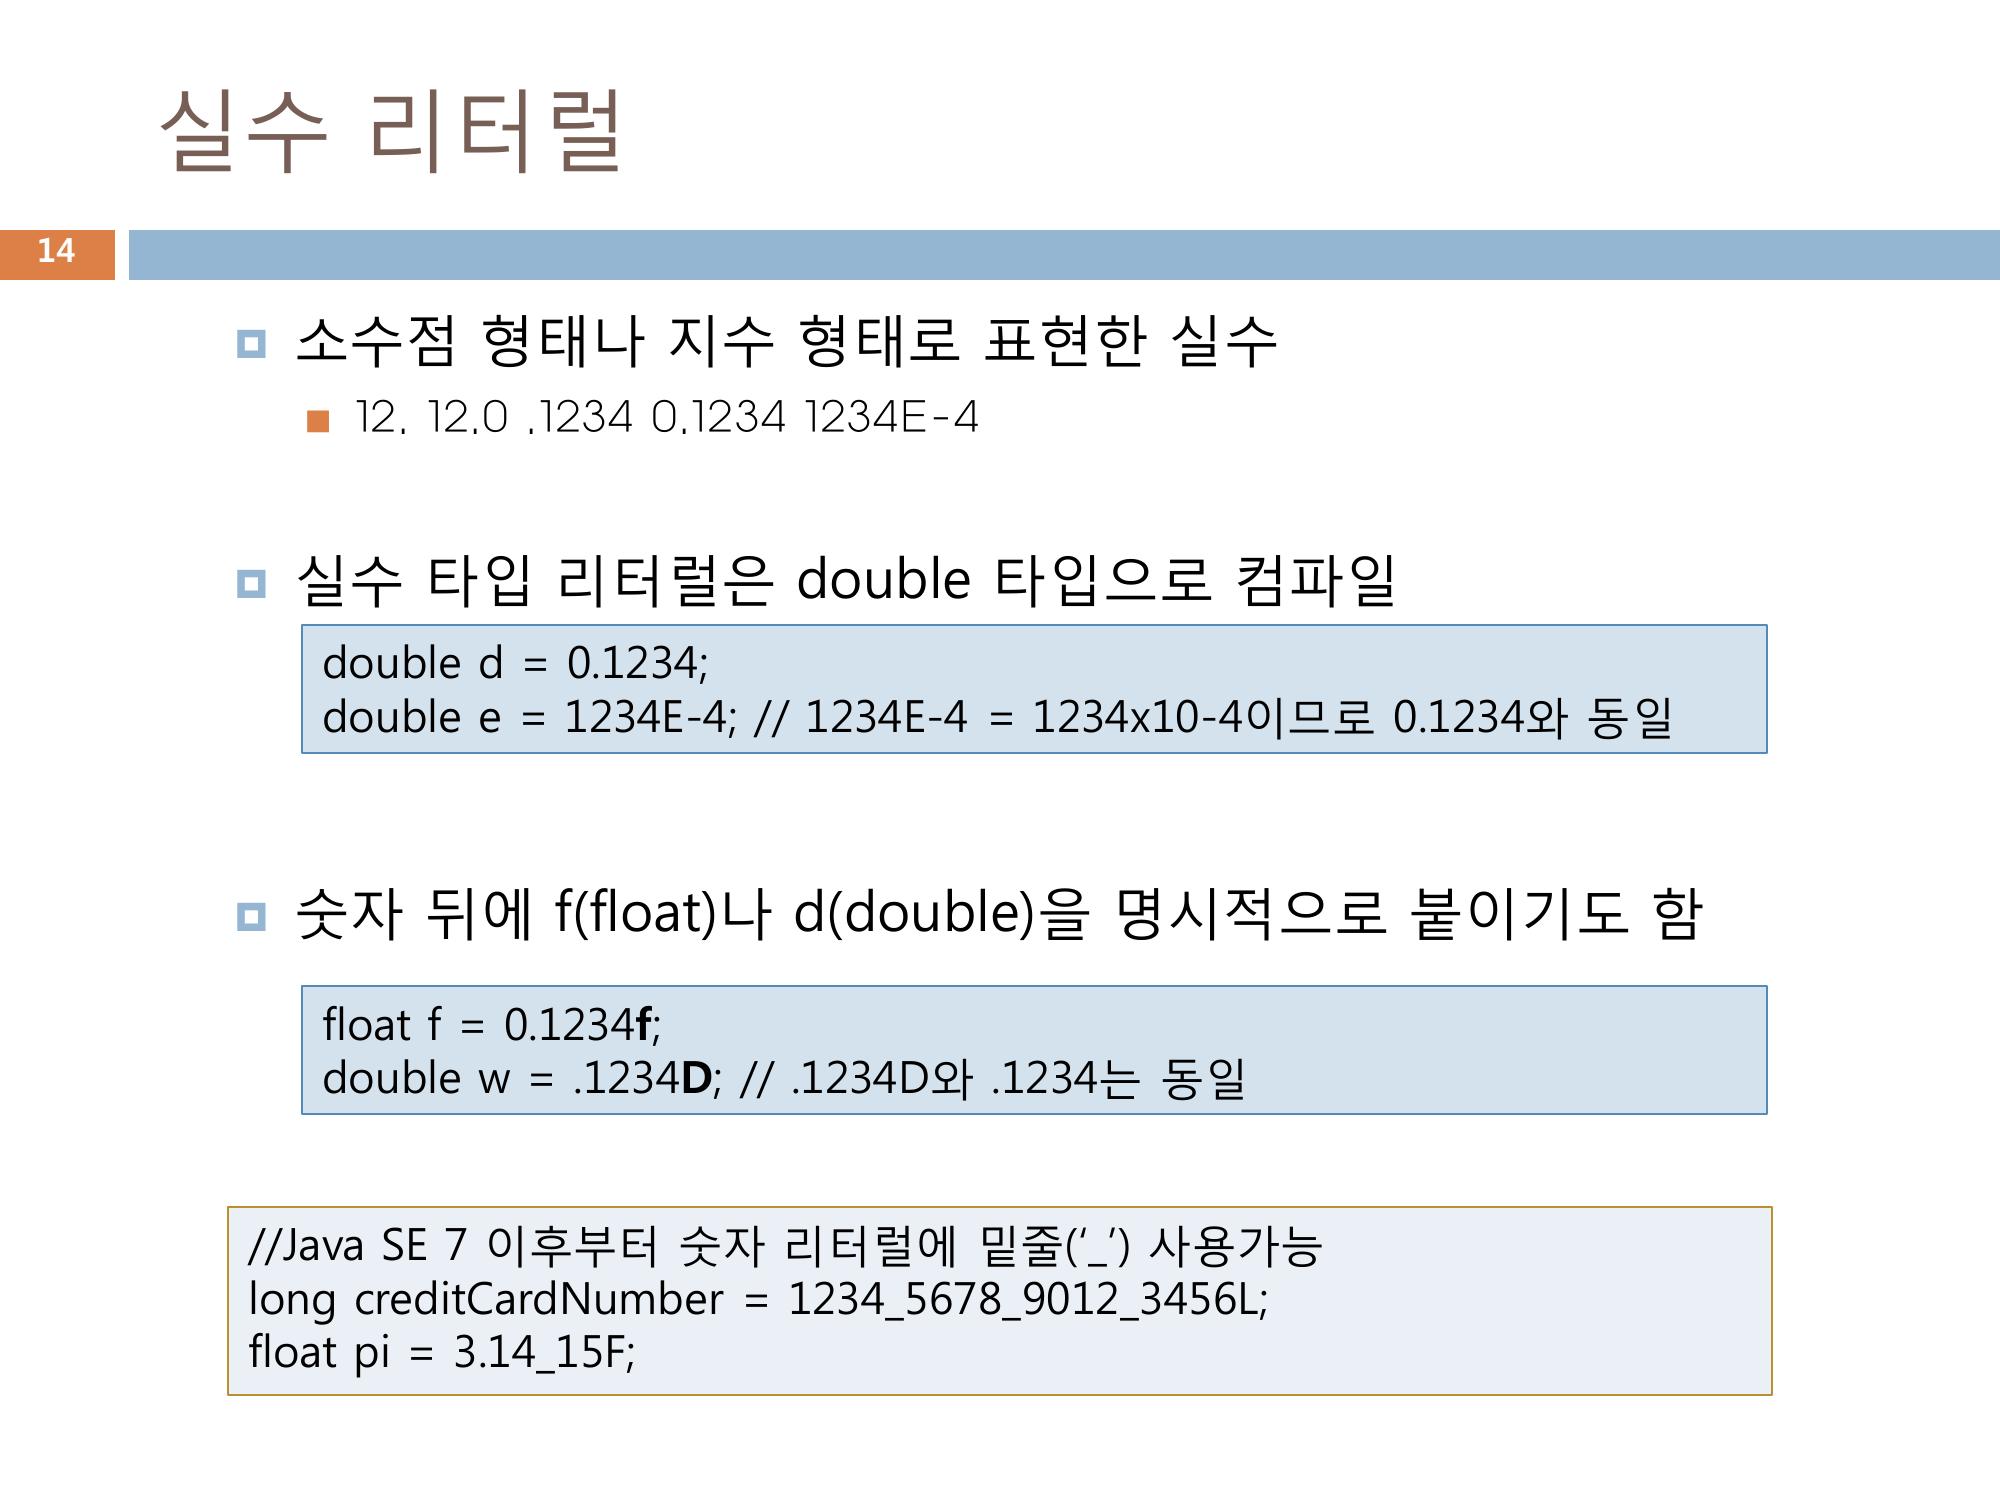 실수 리터럴
14
소수점 형태나 지수 형태로 표현한 실수
12. 12.0 .1234 0.1234 1234E-4
실수 타입 리터럴은 double 타입으로 컴파일
double d = 0.1234;
double e = 1234E-4; // 1234E-4 = 1234x10-4이므로 0.1234와 동일
숫자 뒤에 f(float)나 d(double)을 명시적으로 붙이기도 함
float f = 0.1234f;
double w = .1234D; // .1234D와 .1234는 동일
//Java SE 7 이후부터 숫자 리터럴에 밑줄(‘_’) 사용가능
long creditCardNumber = 1234_5678_9012_3456L;
float pi = 3.14_15F;